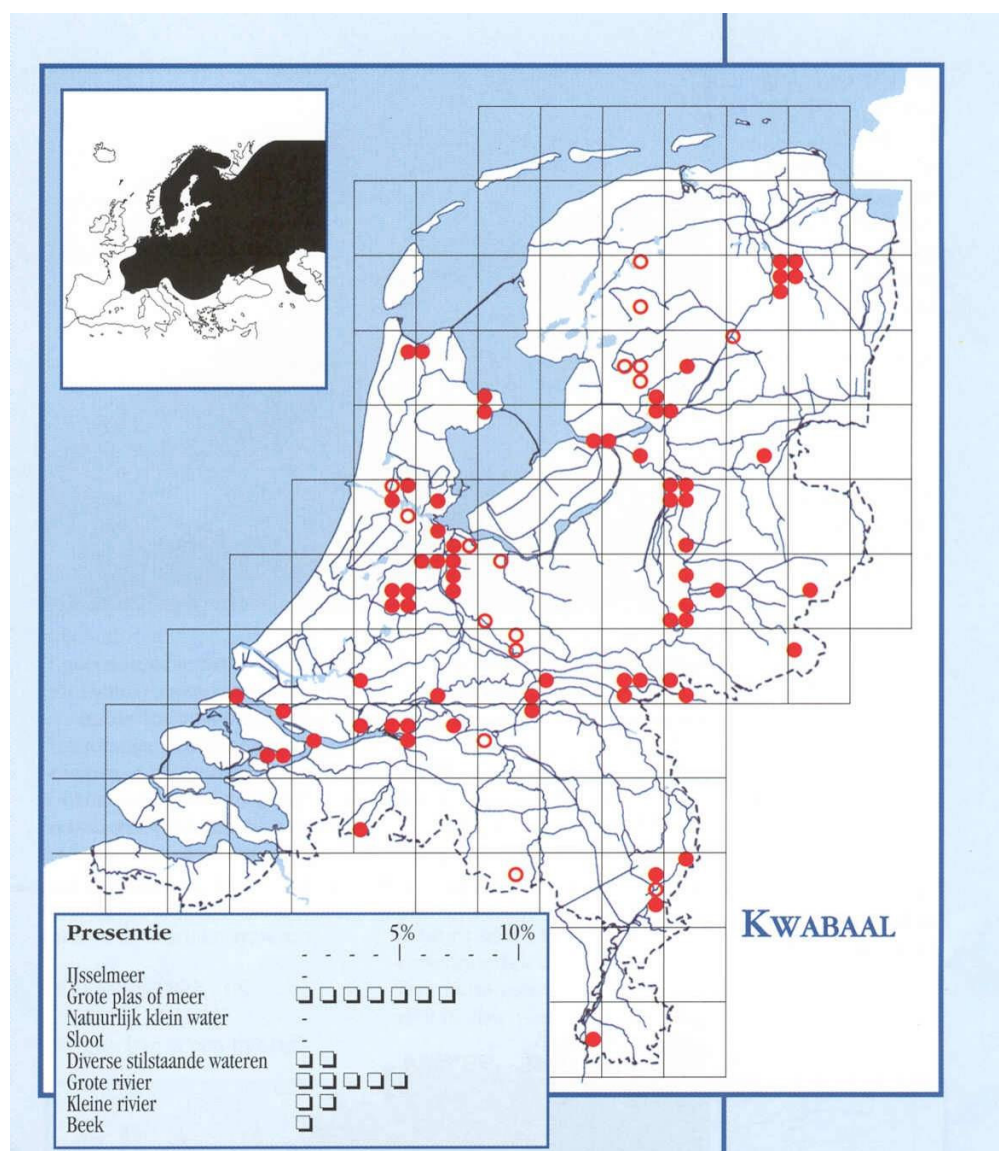 KWABAAL
Presentie 5% 10%
IJsselmeer -
Grote plas of meer
Natuurlijk klein water -
Sloot -
Diverse stilstaande wateren
Grote rivier
Kleine rivier
Beek